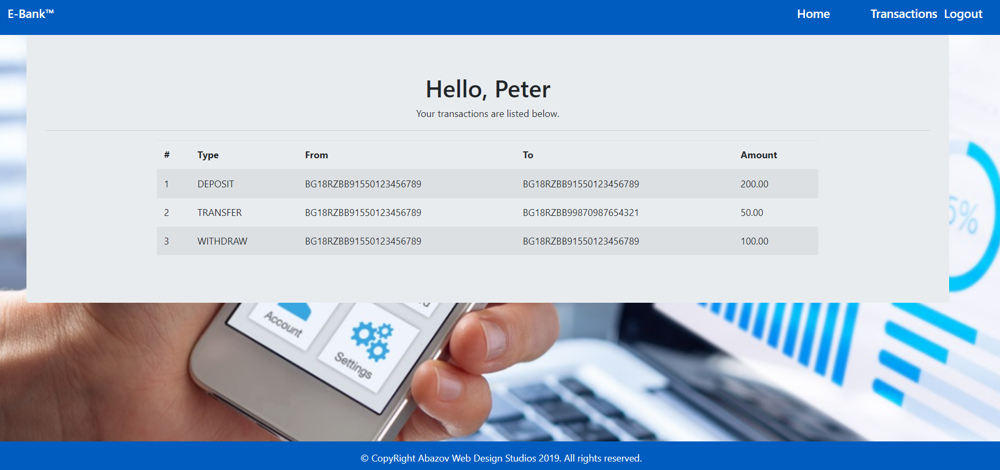 E-Bank™ Home Transactions Logout
Hello, Peter
Your transactions are listed below.
# Type From To Amount
1 DEPOSIT BG18RZBB91550123456789 BG18RZBB91550123456789 200.00
2 TRANSFER BG18RZBB91550123456789 BG18RZBB99870987654321 50.00
3 WITHDRAW BG18RZBB91550123456789 BG18RZBB91550123456789 100.00
Account
Settings
© CopyRight Abazov Web Design Studios 2019. All rights reserved.